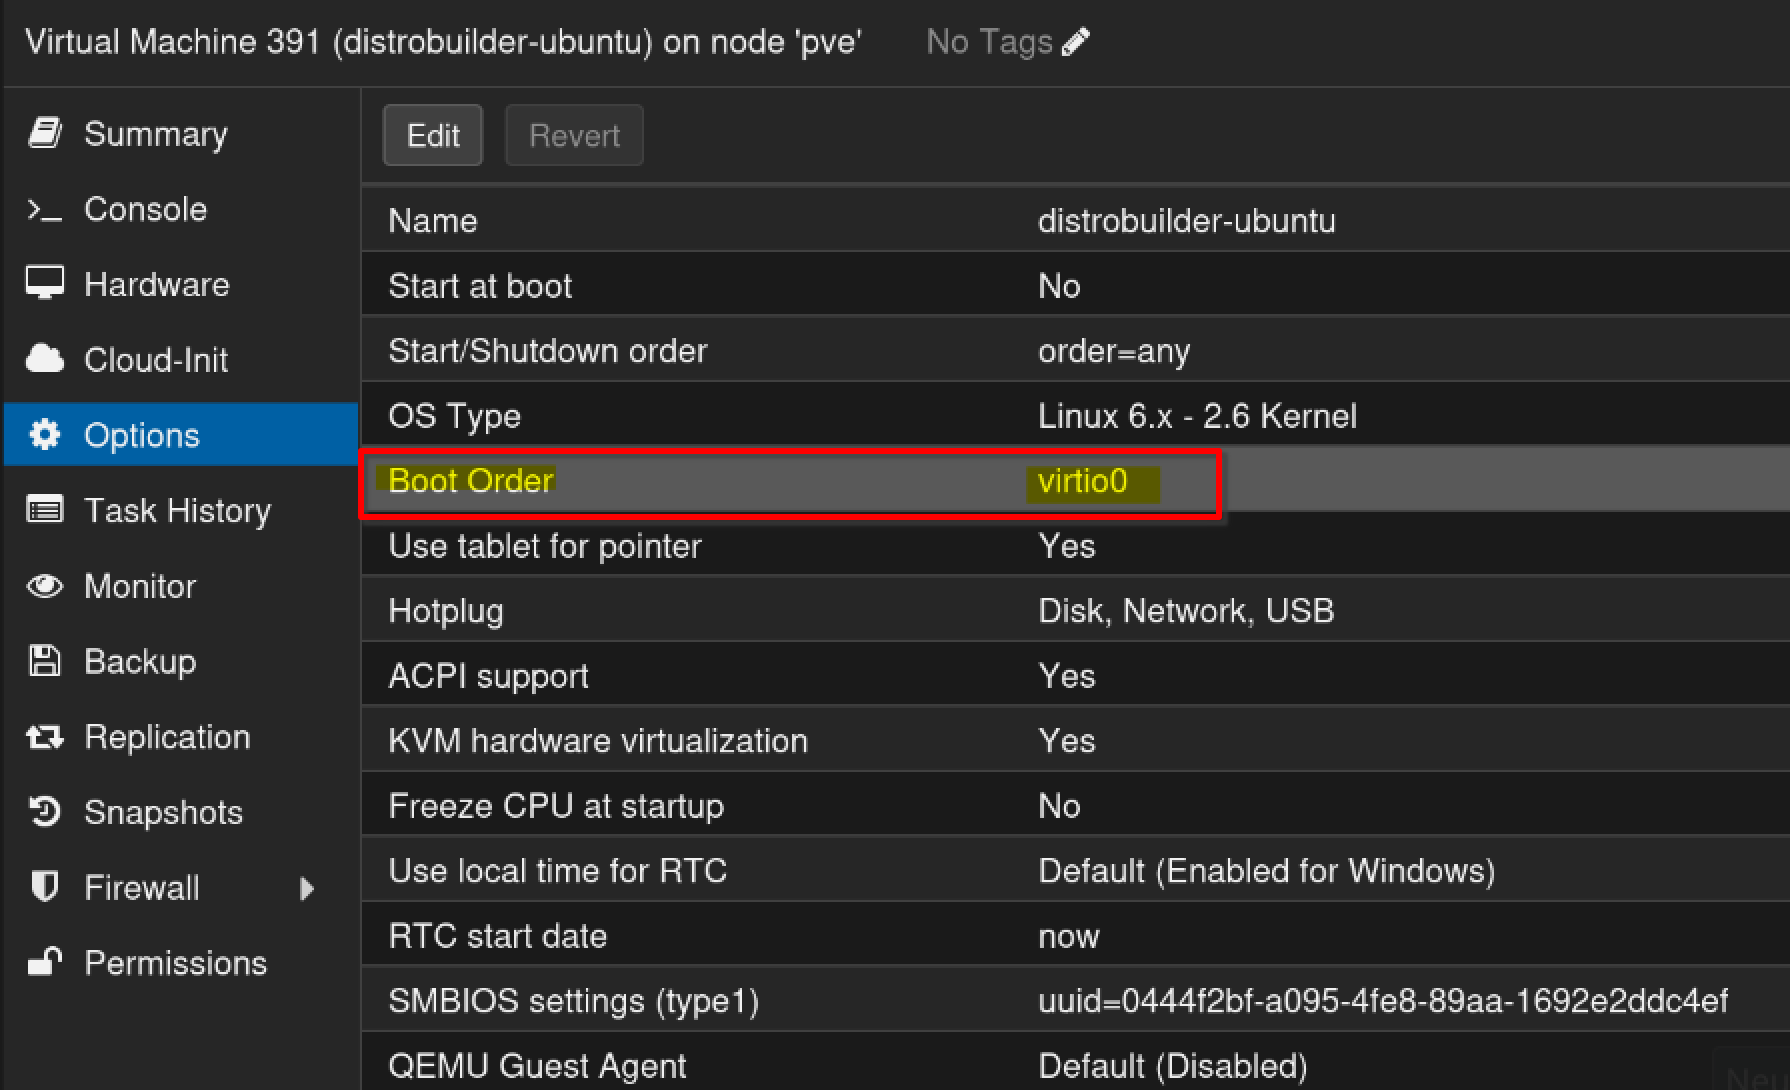 Virtual Machine 391 (distrobuilder-ubuntu) on node 'pve' No Tags
Summary
Console
Hardware
Cloud-Init
Options
Task History
Monitor
Backup
Replication
Snapshots
Firewall
Permissions
Edit Revert
Name distrobuilder-ubuntu
Start at boot No
Start/Shutdown order order=any
OS Type Linux 6.x - 2.6 Kernel
Boot Order virtio0
Use tablet for pointer Yes
Hotplug Disk, Network, USB
ACPI support Yes
KVM hardware virtualization Yes
Freeze CPU at startup No
Use local time for RTC Default (Enabled for Windows)
RTC start date now
SMBIOS settings (type1) uuid=0444f2bf-a095-4fe8-89aa-1692e2ddc4ef
QEMU Guest Agent Default (Disabled)